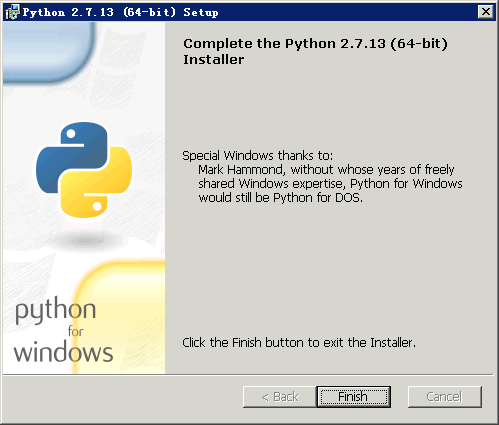 Python 2.7.13 (64-bit) Setup
Complete the Python 2.7.13 (64-bit)
Installer
Special Windows thanks to:
Mark Hammond, without whose years of freely
shared Windows expertise, Python for Windows
would still be Python for DOS.
python
for
windows
Click the Finish button to exit the Installer.
< Back
Finish
Cancel